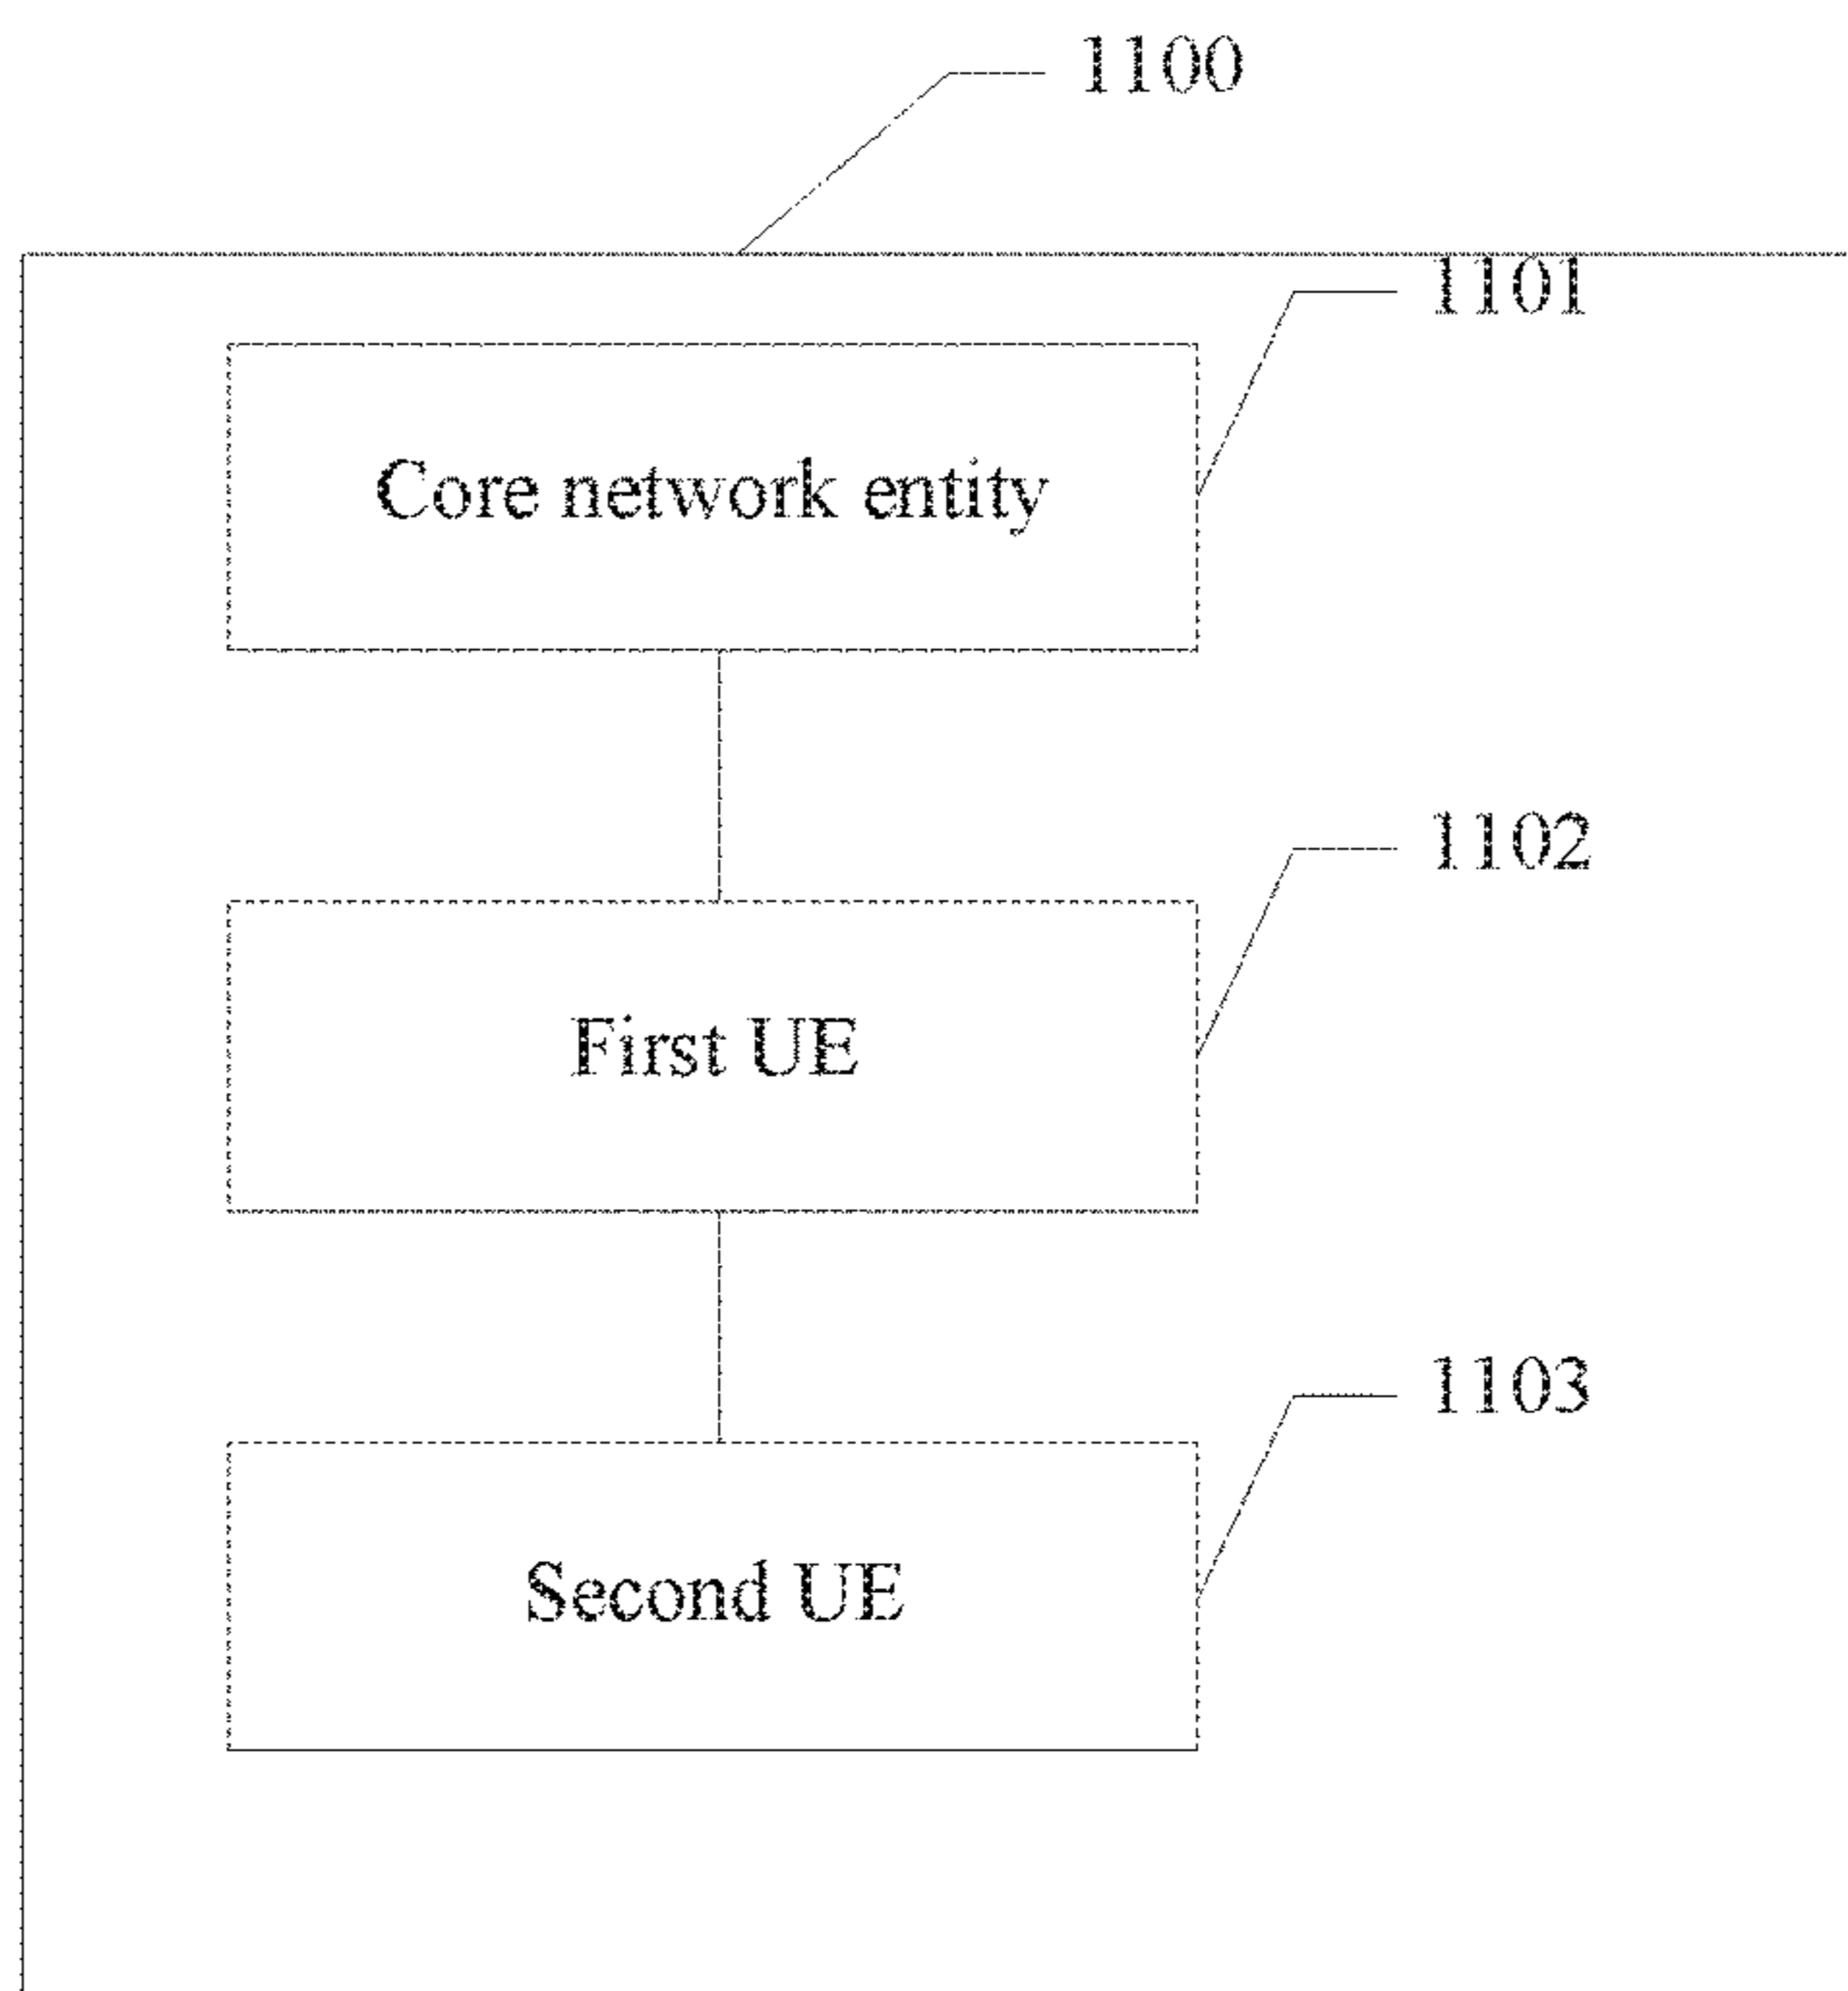 1100
1101
Core network entity
1102
First UE
1103
Second UE